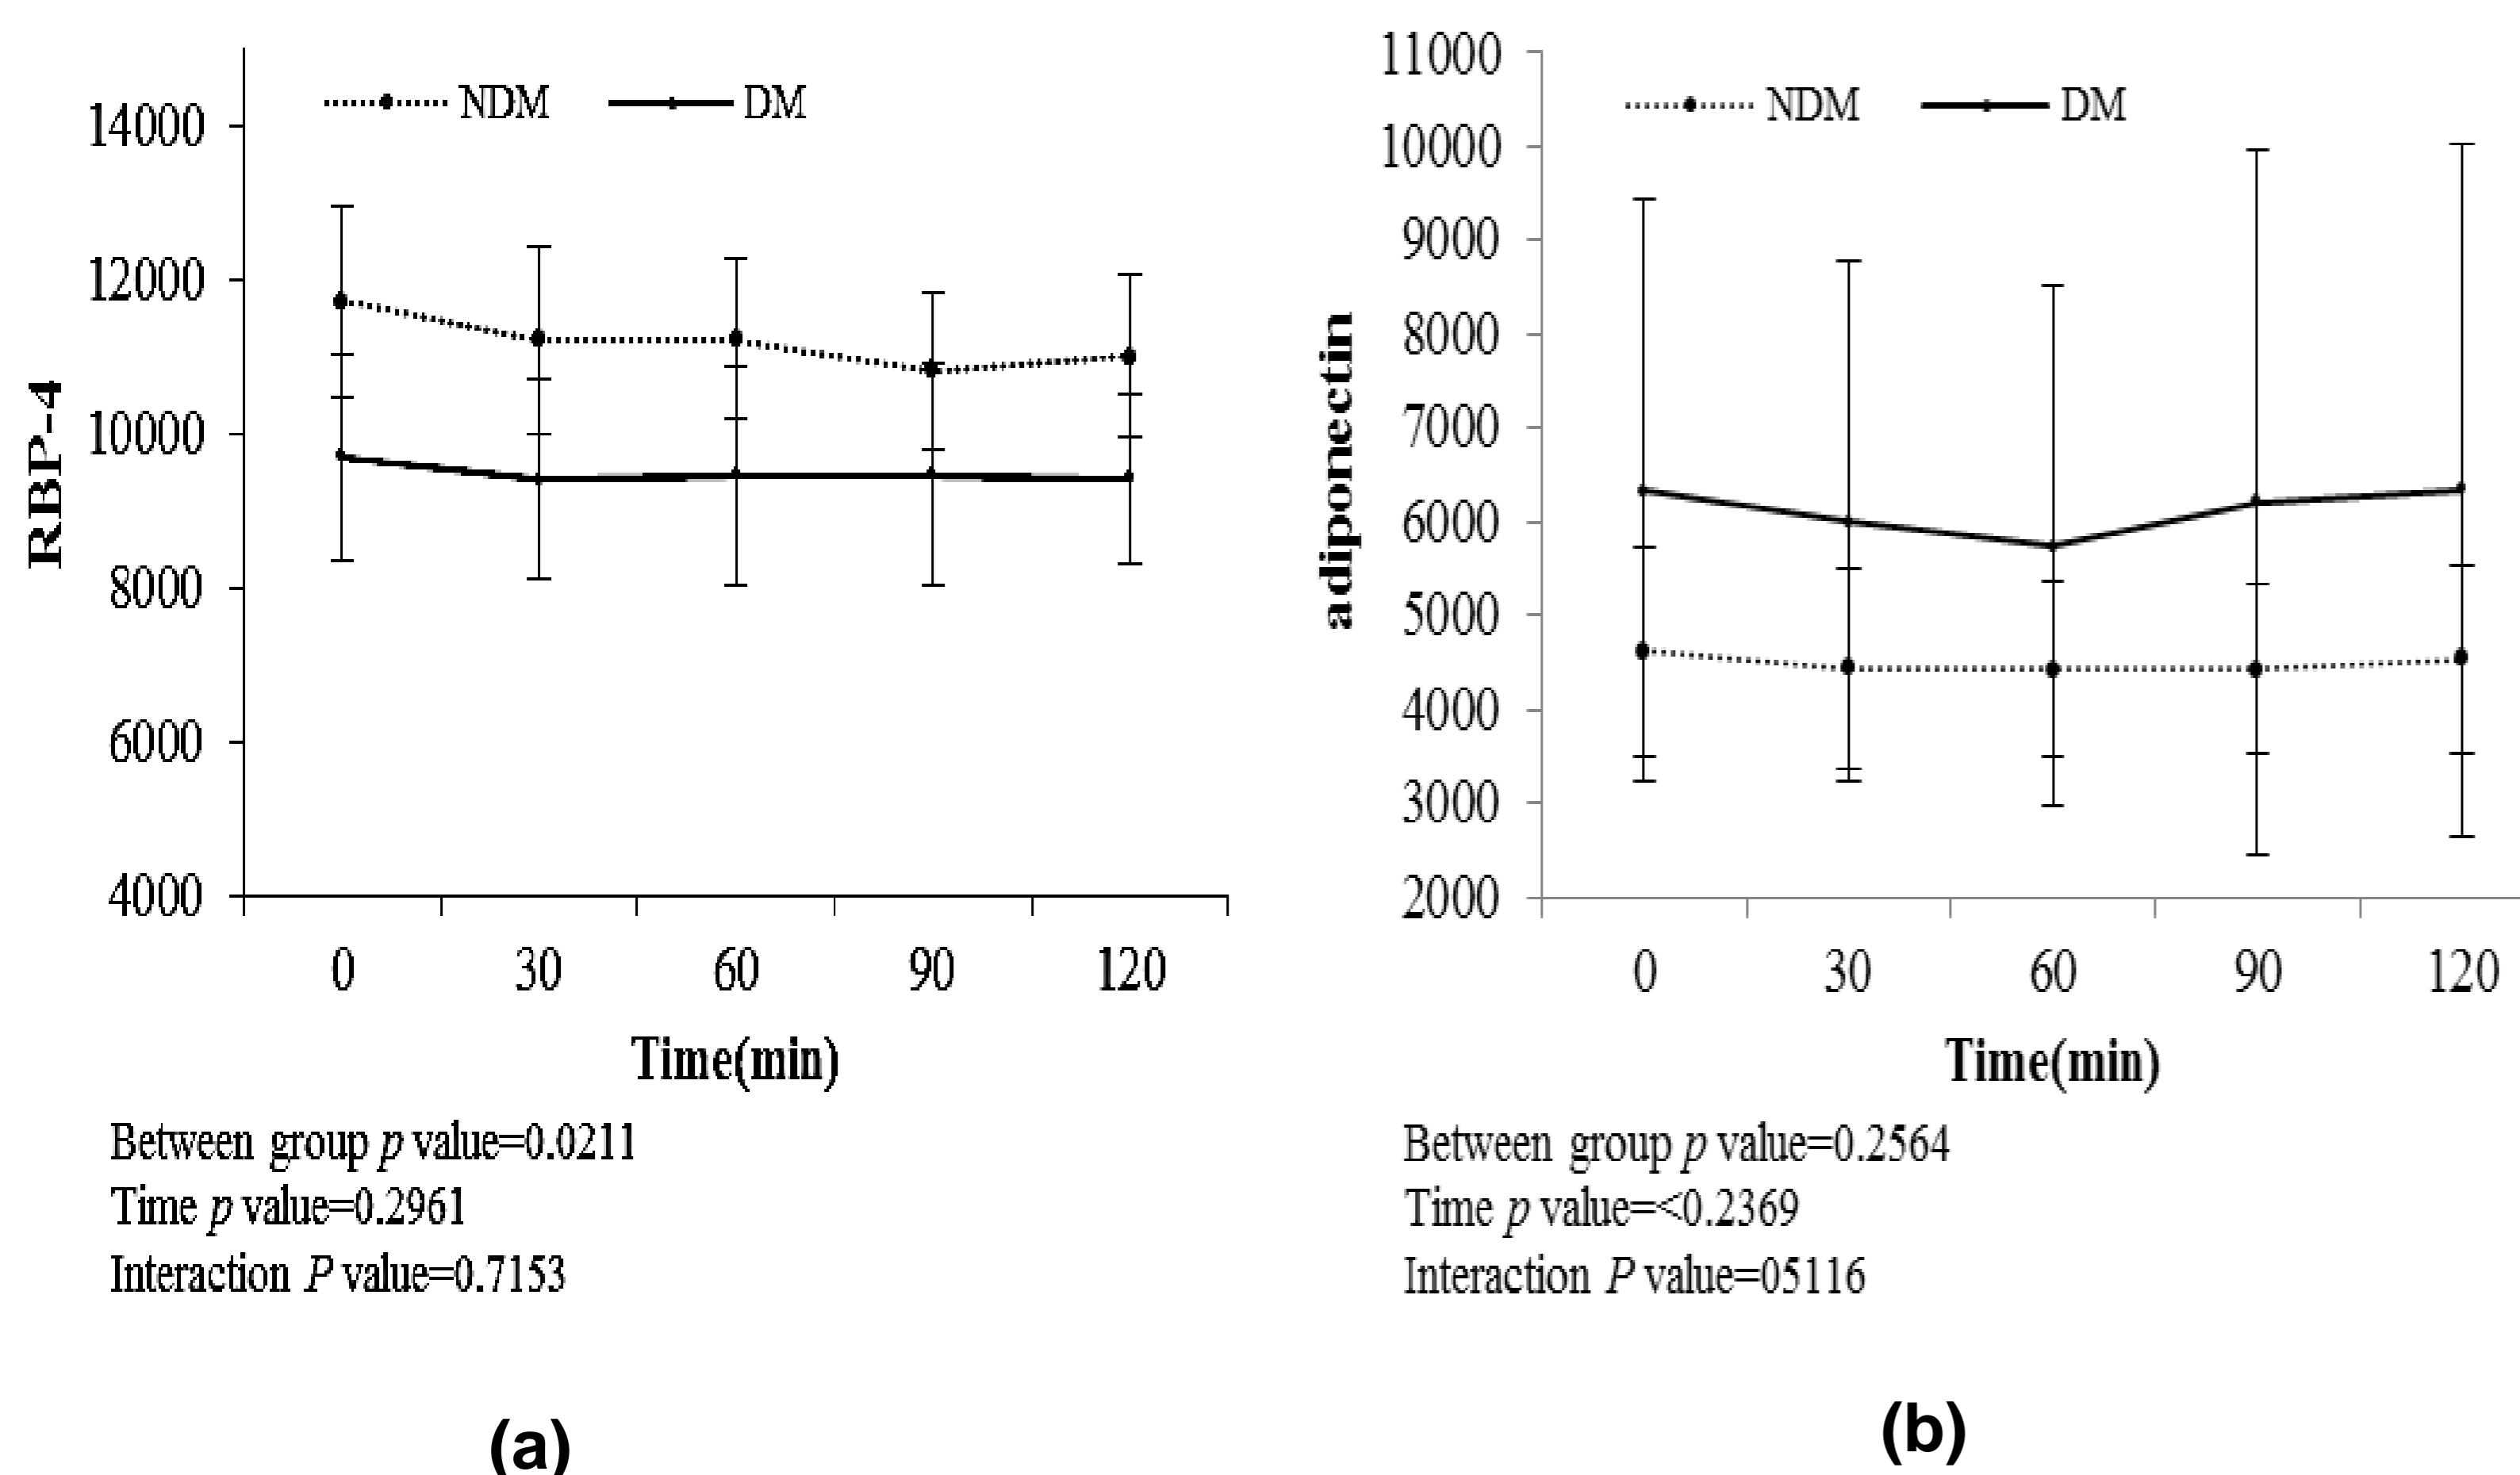 NDM DM
14000
12000
10000
8000
6000
4000
RBP-4
0 30 60 90 120
Time(min)
Between group p value=0.0211
Time p value=0.2961
Interaction P value=0.7153
(a)
NDM DM
11000
10000
9000
8000
7000
6000
5000
4000
3000
2000
adiponectin
0 30 60 90 120
Time(min)
Between group p value=0.2564
Time p value=<0.2369
Interaction P value=05116
(b)